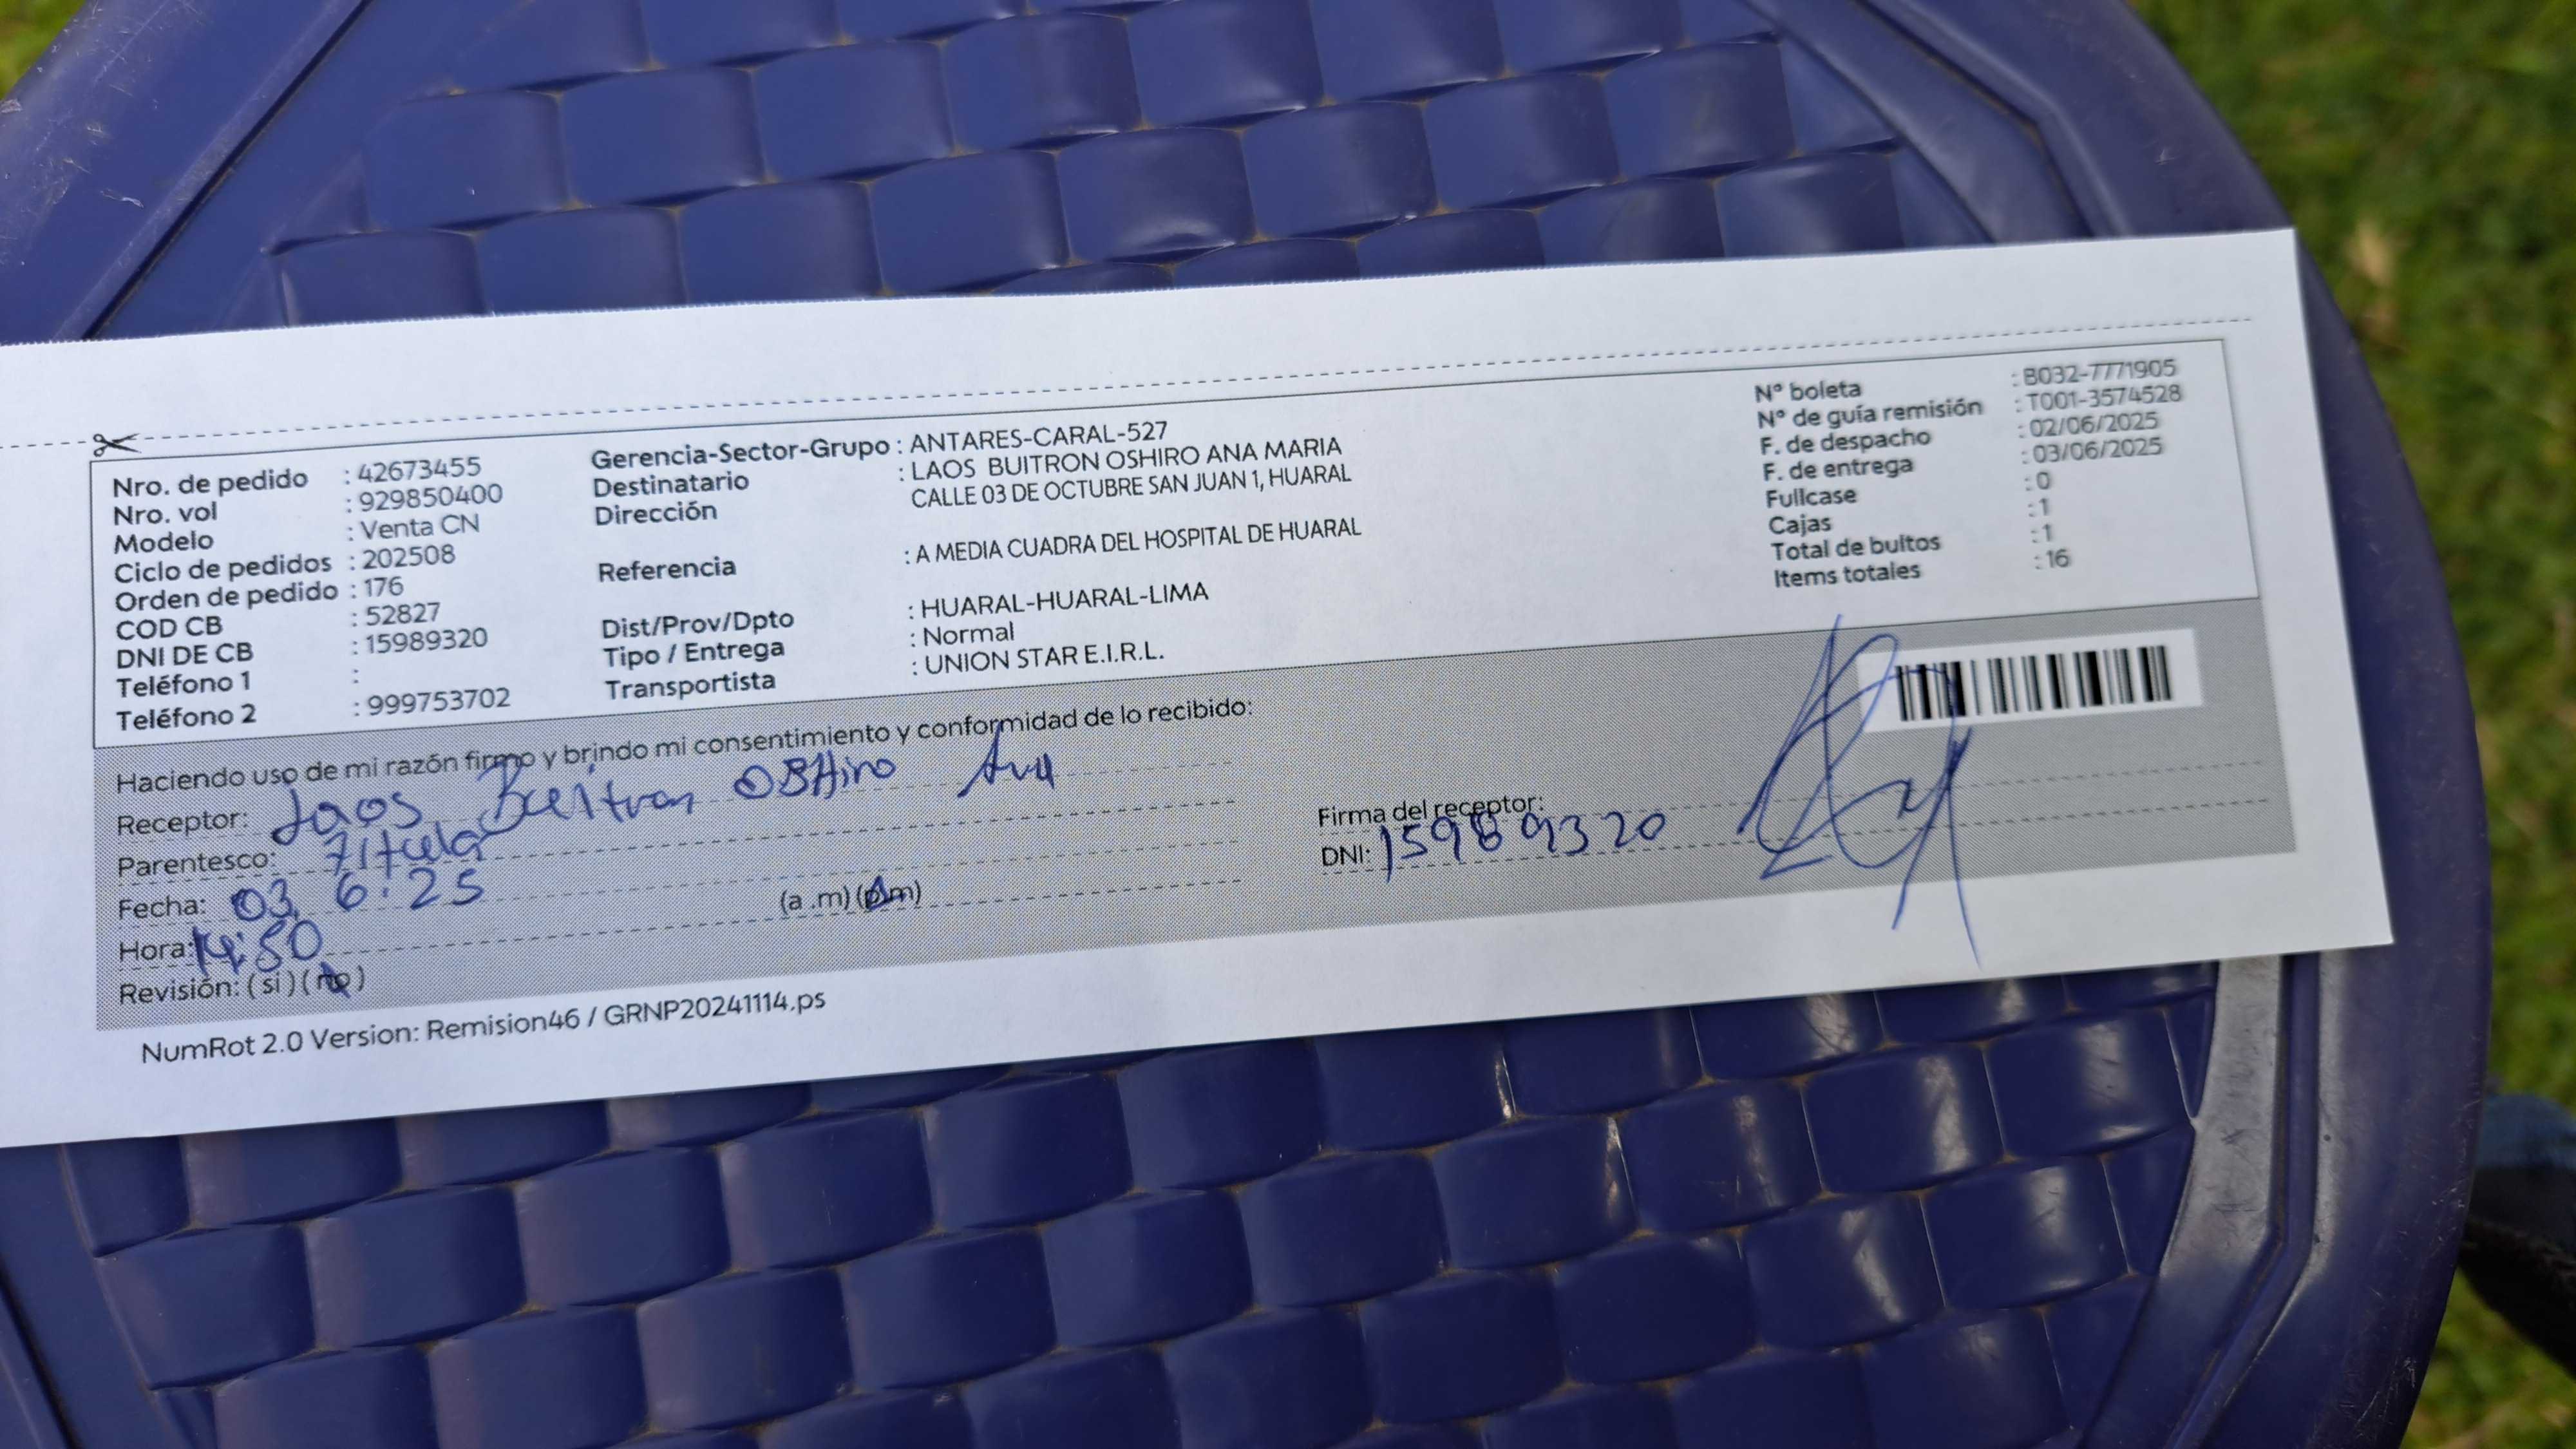 Nro. de pedido : 42673455
Nro. vol : 929850400
Modelo : Venta CN
Ciclo de pedidos : 202508
Orden de pedido : 176
COD CB : 52827
DNI DE CB : 15989320
Teléfono 1 :
Teléfono 2 : 999753702
Gerencia-Sector-Grupo : ANTARES-CARAL-527
Destinatario : LAOS BUITRON OSHIRO ANA MARIA
Dirección CALLE 03 DE OCTUBRE SAN JUAN 1, HUARAL
Referencia : A MEDIA CUADRA DEL HOSPITAL DE HUARAL
Dist/Prov/Dpto : HUARAL-HUARAL-LIMA
Tipo / Entrega : Normal
Transportista : UNION STAR E.I.R.L.
N° boleta : B032-7771905
N° de guía remisión : T001-3574528
F. de despacho : 02/06/2025
F. de entrega : 03/06/2025
Fullcase : 0
Cajas : 1
Total de bultos : 1
Items totales : 16
Haciendo uso de mi razón firmo y brindo mi consentimiento y conformidad de lo recibido:
Receptor: Laos Buitron OSHiro Ana
Parentesco: Titular
Fecha: 03. 6. 25
Hora: 14:50 (a .m) (p.m)
Revisión: ( si ) ( no )
Firma del receptor:
DNI: 15989320
NumRot 2.0 Version: Remision46 / GRNP20241114.ps